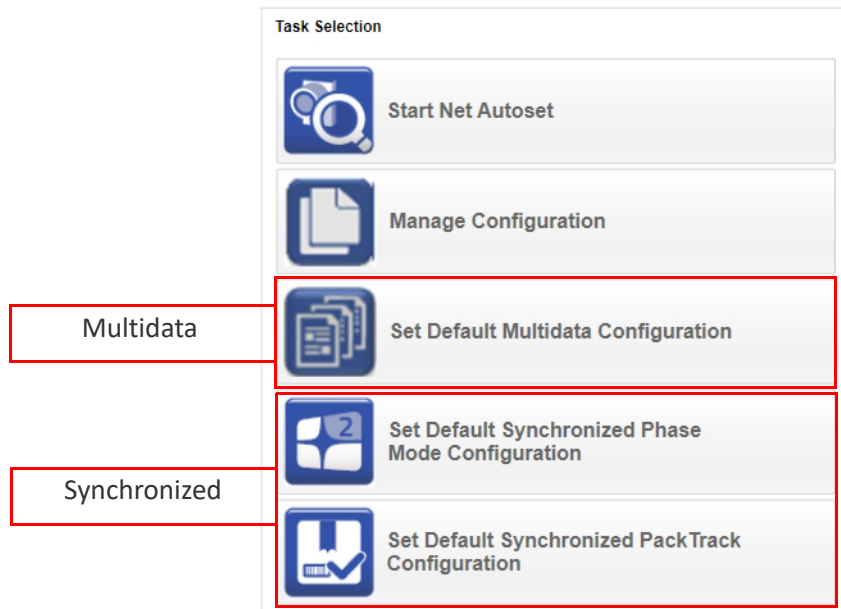 Task Selection
Start Net Autoset
Manage Configuration
Multidata
Set Default Multidata Configuration
2
Set Default Synchronized Phase
Mode Configuration
Synchronized
Set Default Synchronized PackTrack
Configuration